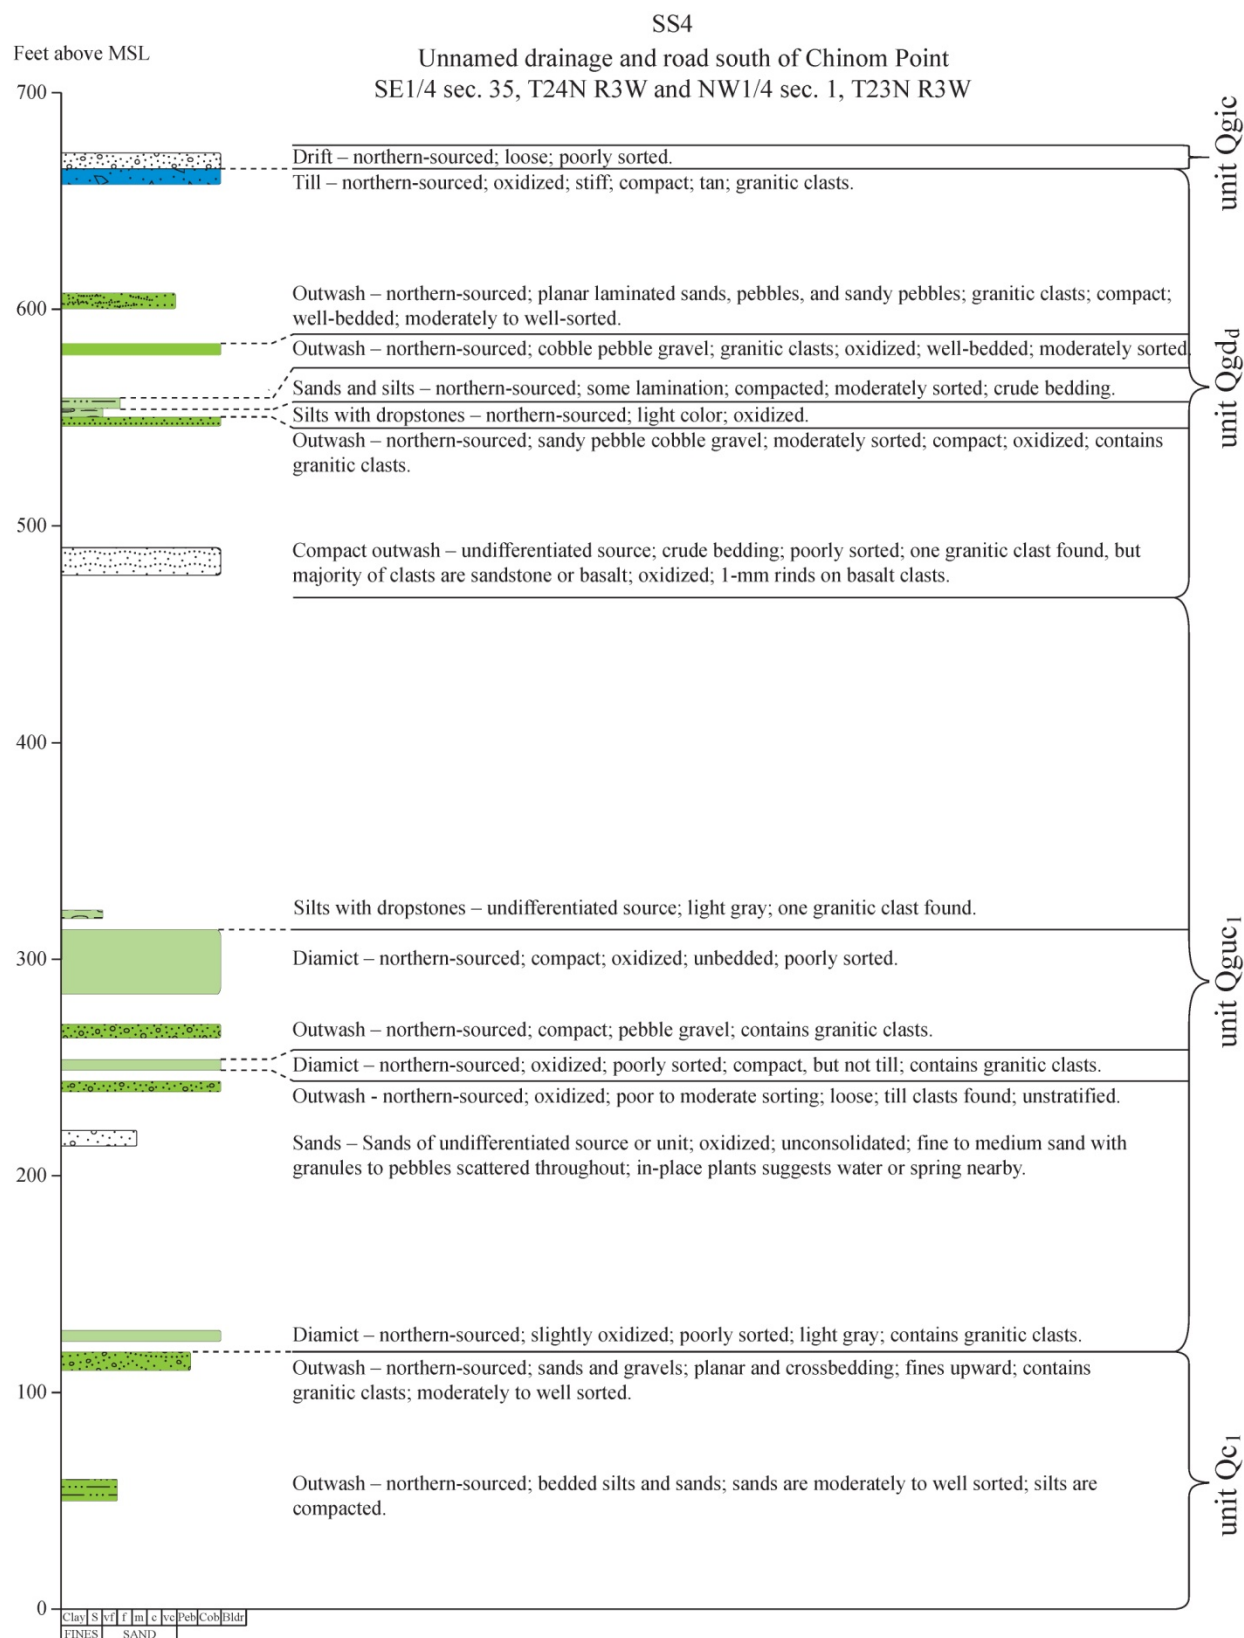 SS4
Feet above MSL
Unnamed drainage and road south of Chinom Point
SE1/4 sec. 35, T24N R3W and NW1/4 sec. 1, T23N R3W
700
Drift – northern-sourced; loose; poorly sorted.
unit Qgic
Till – northern-sourced; oxidized; stiff; compact; tan; granitic clasts.
Outwash – northern-sourced; planar laminated sands, pebbles, and sandy pebbles; granitic clasts; compact;
well-bedded; moderately to well-sorted.
600
Outwash – northern-sourced; cobble pebble gravel; granitic clasts; oxidized; well-bedded; moderately sorted.
unit Qgdd
Sands and silts – northern-sourced; some lamination; compacted; moderately sorted; crude bedding.
Silts with dropstones – northern-sourced; light color; oxidized.
Outwash – northern-sourced; sandy pebble cobble gravel; moderately sorted; compact; oxidized; contains
granitic clasts.
500
Compact outwash – undifferentiated source; crude bedding; poorly sorted; one granitic clast found, but
majority of clasts are sandstone or basalt; oxidized; 1-mm rinds on basalt clasts.
400
Silts with dropstones – undifferentiated source; light gray; one granitic clast found.
300
Diamict – northern-sourced; compact; oxidized; unbedded; poorly sorted.
unit Qguc1
Outwash – northern-sourced; compact; pebble gravel; contains granitic clasts.
Diamict – northern-sourced; oxidized; poorly sorted; compact, but not till; contains granitic clasts.
Outwash - northern-sourced; oxidized; poor to moderate sorting; loose; till clasts found; unstratified.
Sands – Sands of undifferentiated source or unit; oxidized; unconsolidated; fine to medium sand with
granules to pebbles scattered throughout; in-place plants suggests water or spring nearby.
200
Diamict – northern-sourced; slightly oxidized; poorly sorted; light gray; contains granitic clasts.
Outwash – northern-sourced; sands and gravels; planar and crossbedding; fines upward; contains
granitic clasts; moderately to well sorted.
100
Outwash – northern-sourced; bedded silts and sands; sands are moderately to well sorted; silts are
compacted.
unit Qc1
0
Clay S vf f m c vc Peb Cob Bldr
FINES SAND